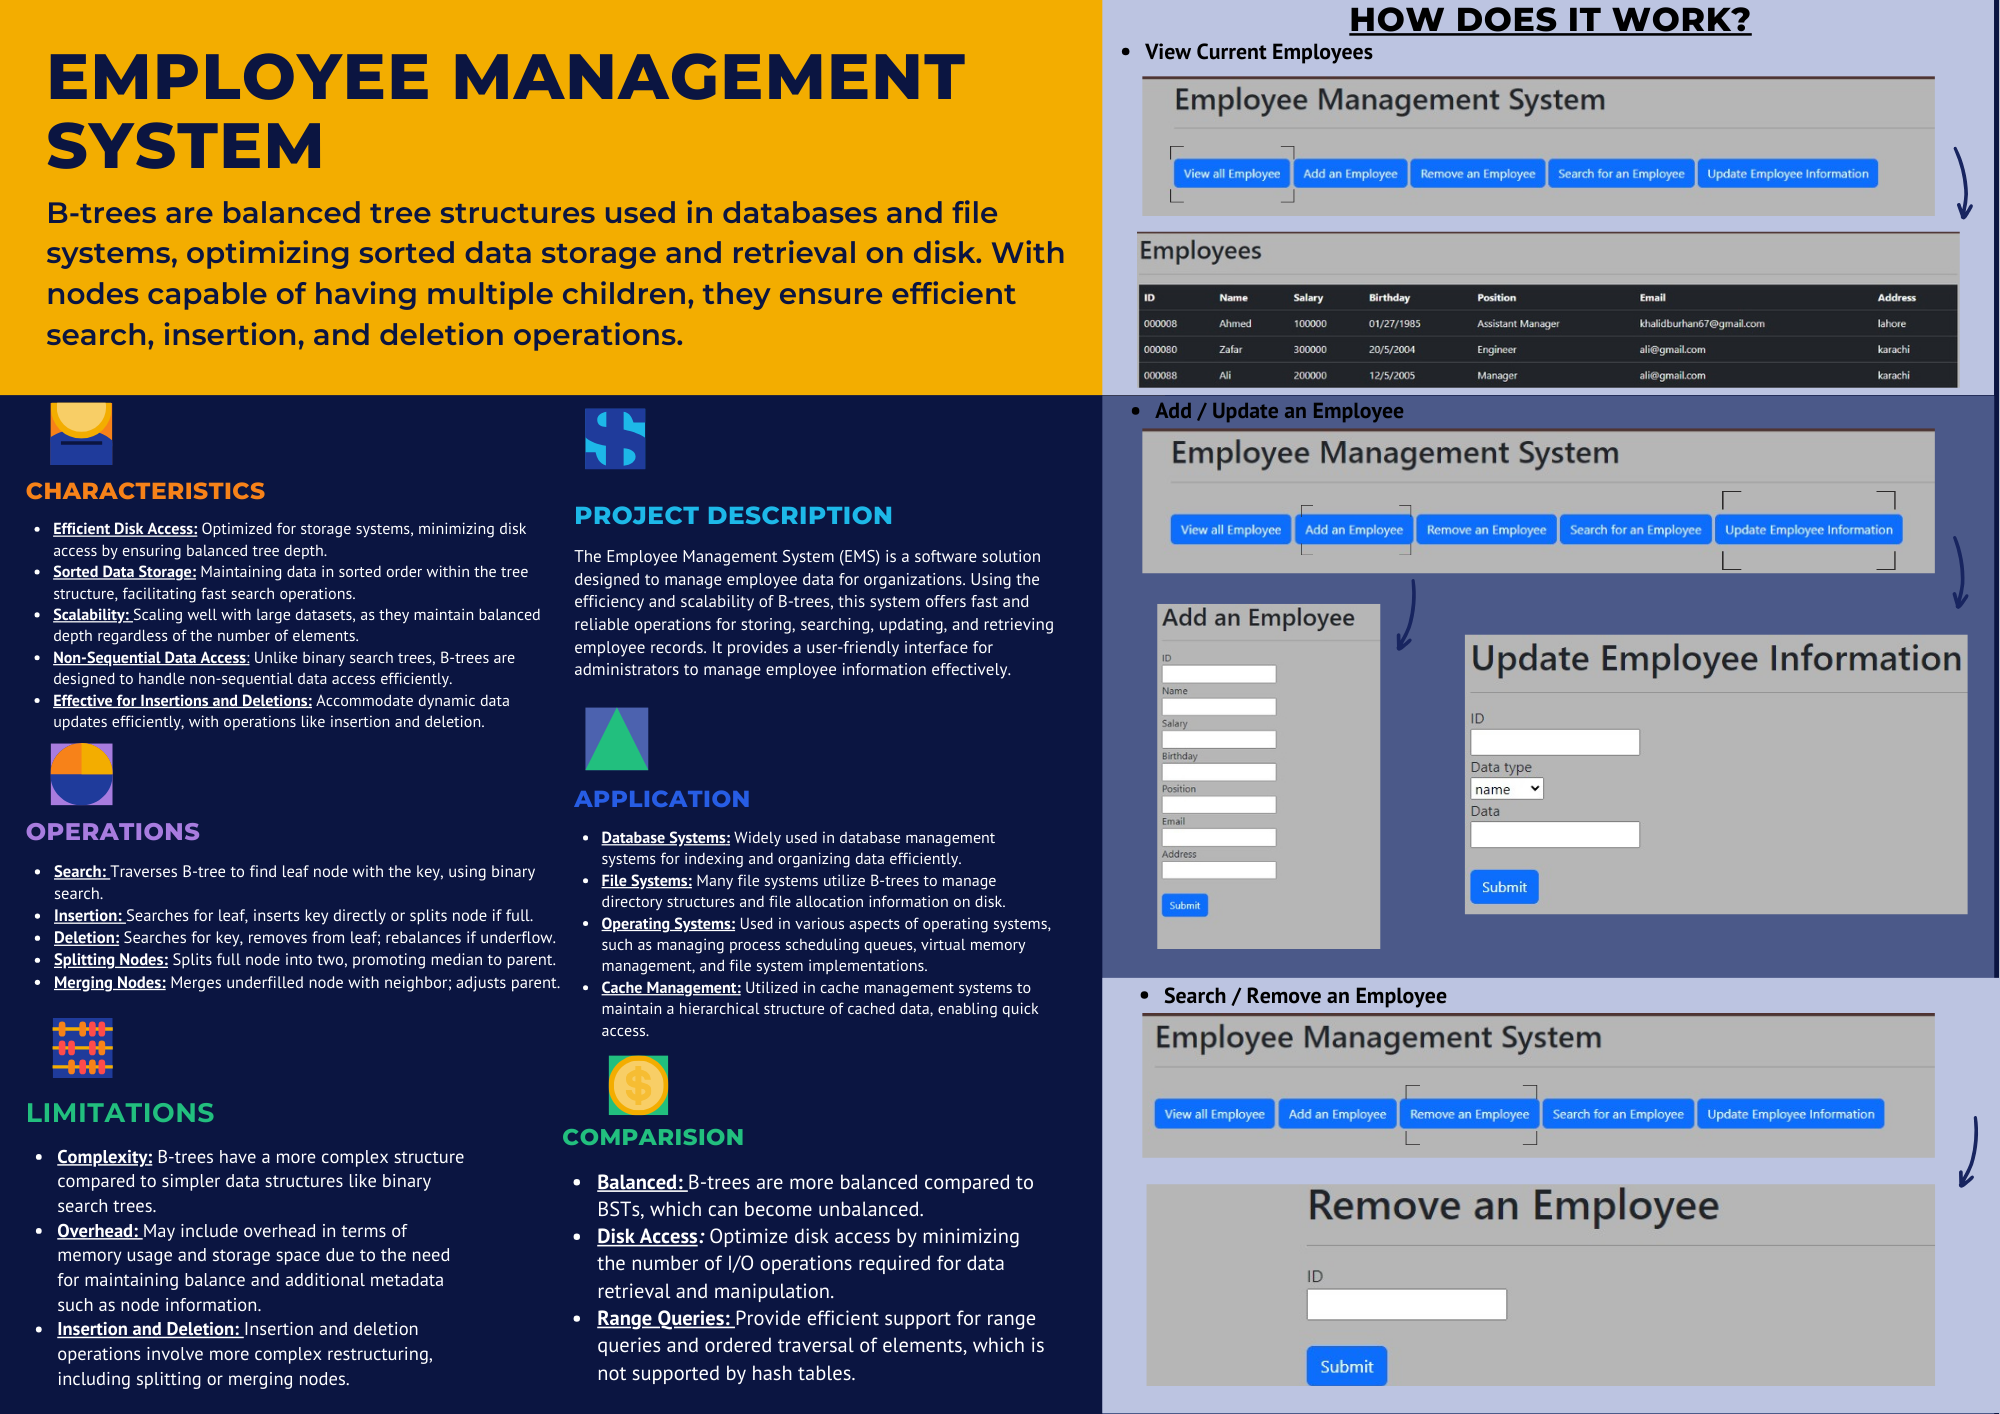 EMPLOYEE MANAGEMENT
SYSTEM
B-trees are balanced tree structures used in databases and file
systems, optimizing sorted data storage and retrieval on disk. With
nodes capable of having multiple children, they ensure efficient
search, insertion, and deletion operations.
CHARACTERISTICS
• Efficient Disk Access: Optimized for storage systems, minimizing disk
access by ensuring balanced tree depth.
• Sorted Data Storage: Maintaining data in sorted order within the tree
structure, facilitating fast search operations.
• Scalability: Scaling well with large datasets, as they maintain balanced
depth regardless of the number of elements.
• Non-Sequential Data Access: Unlike binary search trees, B-trees are
designed to handle non-sequential data access efficiently.
• Effective for Insertions and Deletions: Accommodate dynamic data
updates efficiently, with operations like insertion and deletion.
OPERATIONS
• Search: Traverses B-tree to find leaf node with the key, using binary
search.
• Insertion: Searches for leaf, inserts key directly or splits node if full.
• Deletion: Searches for key, removes from leaf; rebalances if underflow.
• Splitting Nodes: Splits full node into two, promoting median to parent.
• Merging Nodes: Merges underfilled node with neighbor; adjusts parent.
LIMITATIONS
• Complexity: B-trees have a more complex structure
compared to simpler data structures like binary
search trees.
• Overhead: May include overhead in terms of
memory usage and storage space due to the need
for maintaining balance and additional metadata
such as node information.
• Insertion and Deletion: Insertion and deletion
operations involve more complex restructuring,
including splitting or merging nodes.
PROJECT DESCRIPTION
The Employee Management System (EMS) is a software solution
designed to manage employee data for organizations. Using the
efficiency and scalability of B-trees, this system offers fast and
reliable operations for storing, searching, updating, and retrieving
employee records. It provides a user-friendly interface for
administrators to manage employee information effectively.
APPLICATION
• Database Systems: Widely used in database management
systems for indexing and organizing data efficiently.
• File Systems: Many file systems utilize B-trees to manage
directory structures and file allocation information on disk.
• Operating Systems: Used in various aspects of operating systems,
such as managing process scheduling queues, virtual memory
management, and file system implementations.
• Cache Management: Utilized in cache management systems to
maintain a hierarchical structure of cached data, enabling quick
access.
$
COMPARISION
• Balanced: B-trees are more balanced compared to
BSTs, which can become unbalanced.
• Disk Access: Optimize disk access by minimizing
the number of I/O operations required for data
retrieval and manipulation.
• Range Queries: Provide efficient support for range
queries and ordered traversal of elements, which is
not supported by hash tables.
HOW DOES IT WORK?
• View Current Employees
Employee Management System
View all Employee Add an Employee Remove an Employee Search for an Employee Update Employee Information
Employees
ID Name Salary Birthday Position Email Address
000008 Ahmed 100000 01/27/1985 Assistant Manager khalidburhan67@gmail.com lahore
000080 Zafar 300000 20/5/2004 Engineer ali@gmail.com karachi
000088 Ali 200000 12/5/2005 Manager ali@gmail.com karachi
• Add / Update an Employee
Employee Management System
View all Employee Add an Employee Remove an Employee Search for an Employee Update Employee Information
Add an Employee
ID
Name
Salary
Birthday
Position
Email
Address
Submit
Update Employee Information
ID
Data type
name
Data
Submit
• Search / Remove an Employee
Employee Management System
View all Employee Add an Employee Remove an Employee Search for an Employee Update Employee Information
Remove an Employee
ID
Submit